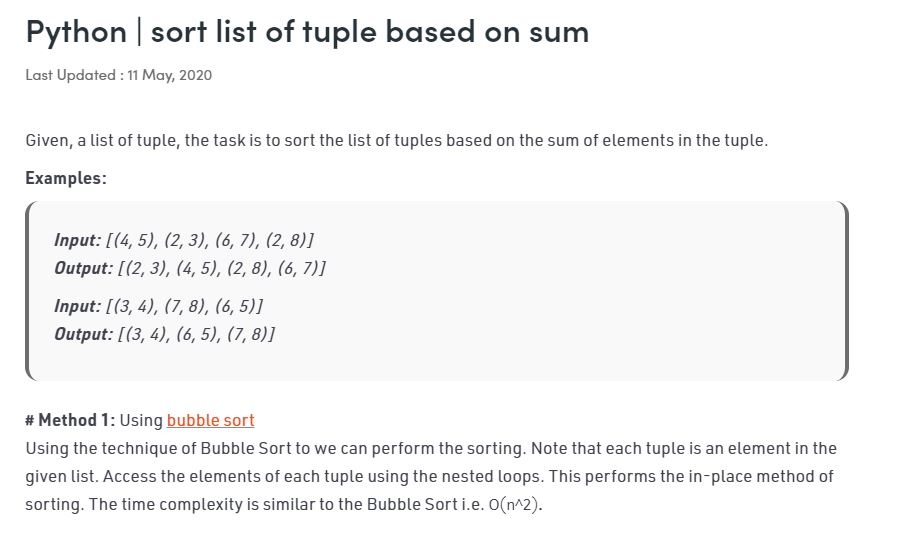 Python | sort list of tuple based on sum
Last Updated : 11 May, 2020
Given, a list of tuple, the task is to sort the list of tuples based on the sum of elements in the tuple.
Examples:
Input: [(4, 5), (2, 3), (6, 7), (2, 8)]
Output: [(2, 3), (4, 5), (2, 8), (6, 7)]
Input: [(3, 4), (7, 8), (6, 5)]
Output: [(3, 4), (6, 5), (7, 8)]
# Method 1: Using bubble sort
Using the technique of Bubble Sort to we can perform the sorting. Note that each tuple is an element in the
given list. Access the elements of each tuple using the nested loops. This performs the in-place method of
sorting. The time complexity is similar to the Bubble Sort i.e. O(n^2).